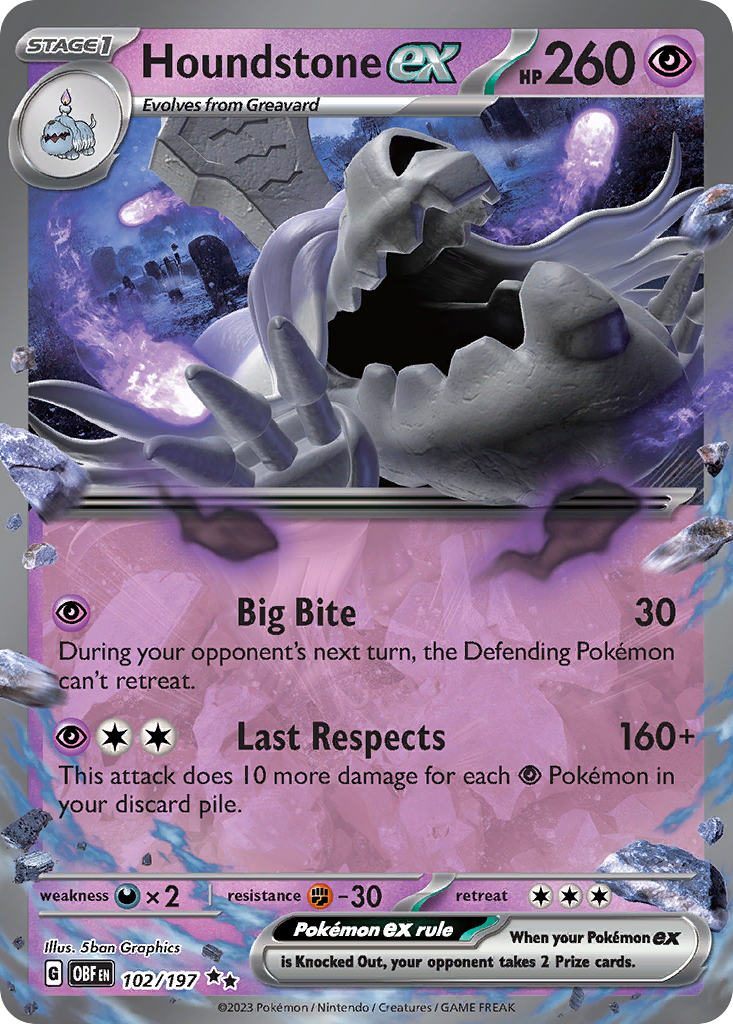 STAGE1
Houndstone ex HP 260
Evolves from Greavard
Big Bite 30
During your opponent's next turn, the Defending Pokémon
can't retreat.
Last Respects 160+
This attack does 10 more damage for each Pokémon in
your discard pile.
weakness ×2 resistance -30 retreat
Illus. 5ban Graphics
Pokémon ex rule When your Pokémon ex
is Knocked Out, your opponent takes 2 Prize cards.
G OBF EN 102/197
©2023 Pokémon / Nintendo / Creatures / GAME FREAK